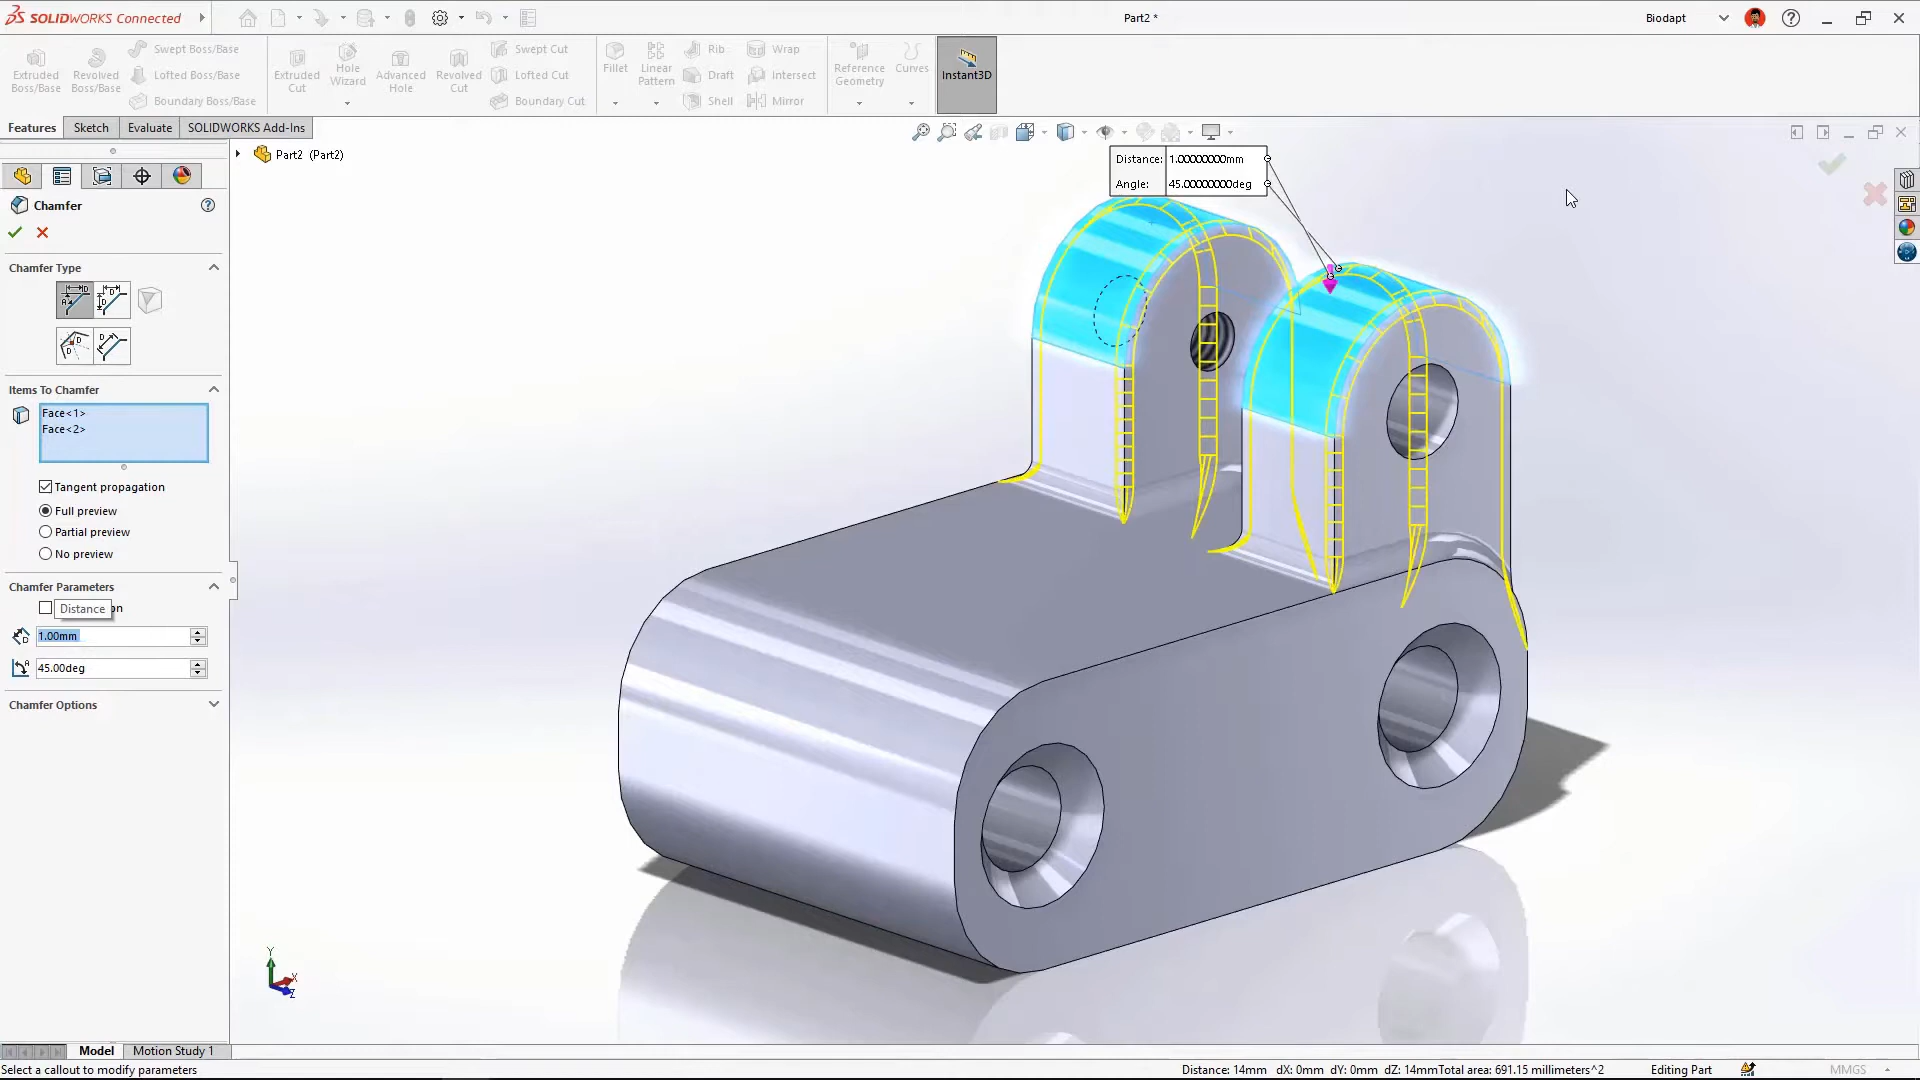 SOLIDWORKS Connected
Part2 *
Biodapt
Extruded Boss/Base
Revolved Boss/Base
Swept Boss/Base
Lofted Boss/Base
Boundary Boss/Base
Extruded Cut
Hole Wizard
Advanced Hole
Revolved Cut
Swept Cut
Lofted Cut
Boundary Cut
Fillet
Linear Pattern
Rib
Draft
Shell
Wrap
Intersect
Mirror
Reference Geometry
Curves
Instant3D
Features
Sketch
Evaluate
SOLIDWORKS Add-Ins
Part2 (Part2)
Distance: 1.00000000mm
Angle: 45.00000000deg
Chamfer
Chamfer Type
Items To Chamfer
Face<1>
Face<2>
Tangent propagation
Full preview
Partial preview
No preview
Chamfer Parameters
Distance on
1.00mm
45.00deg
Chamfer Options
Y
X
Z
Model
Motion Study 1
Select a callout to modify parameters
Distance: 14mm dX: 0mm dY: 0mm dZ: 14mmTotal area: 691.15 millimeters^2
Editing Part
MMGS